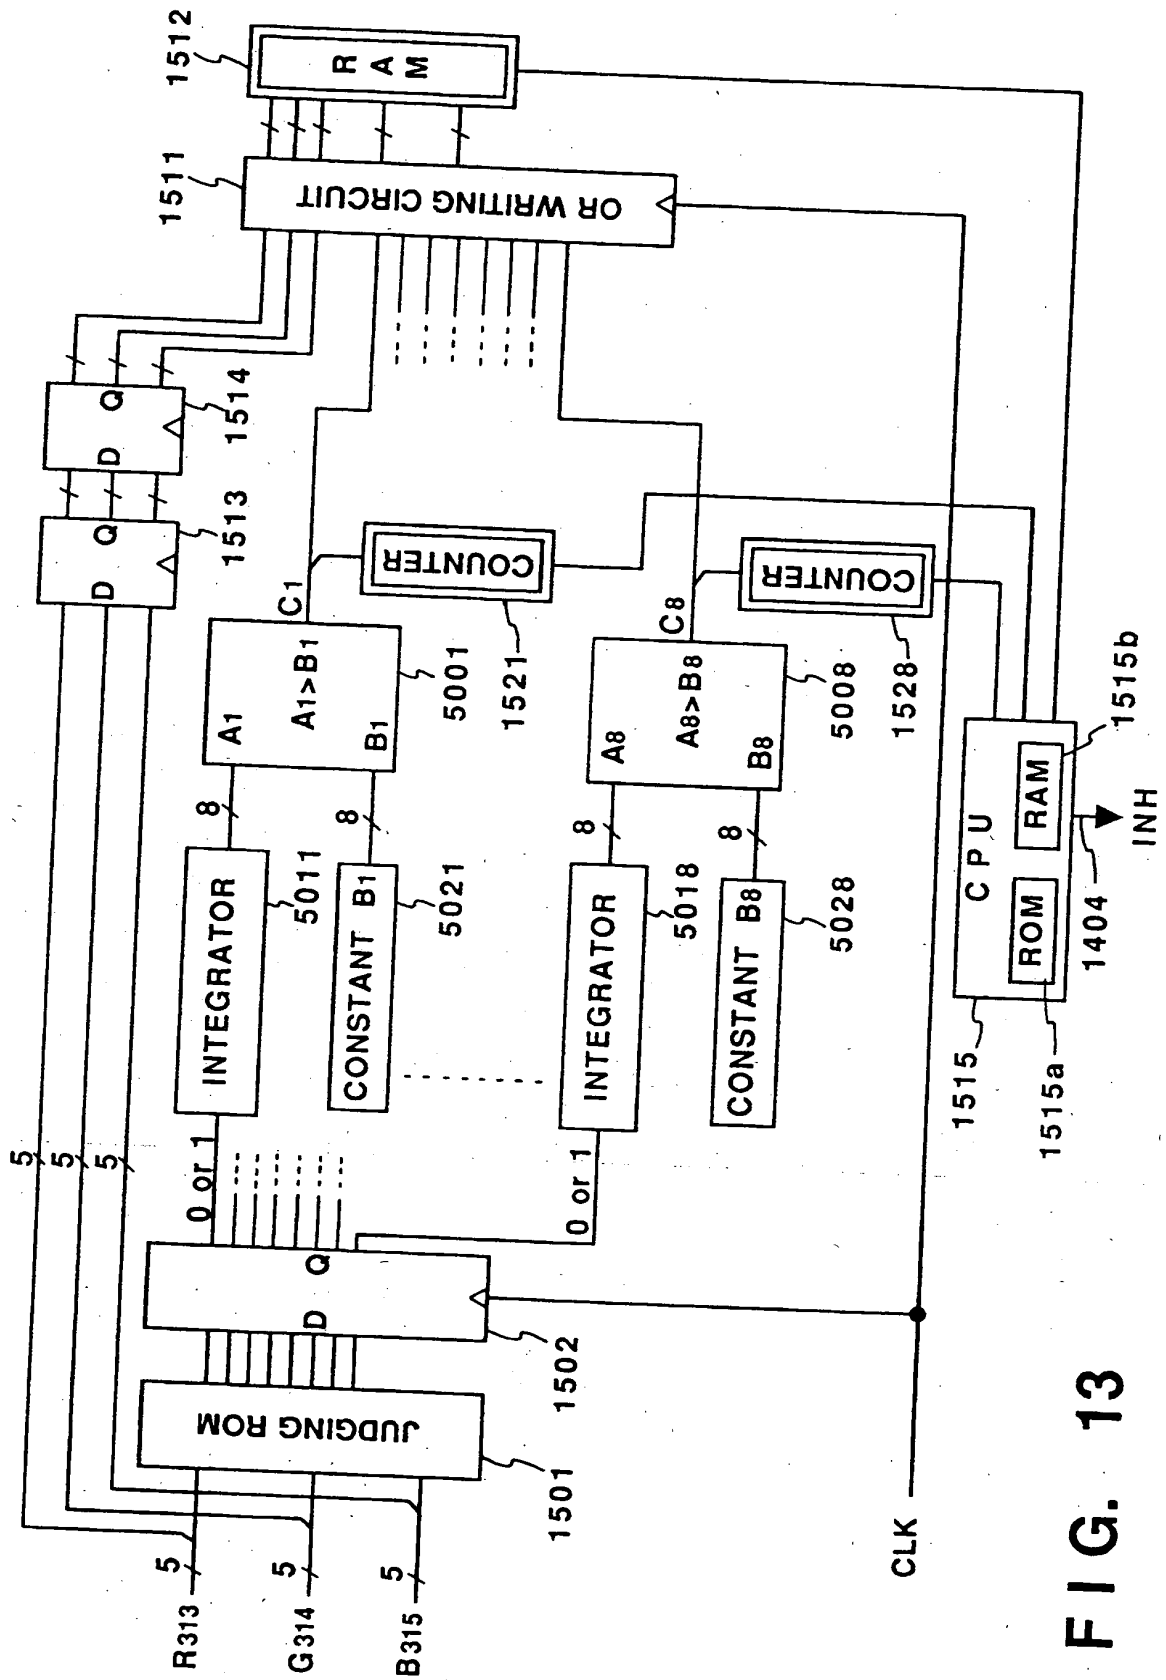 R313
G314
B315
5
5
5
5
5
5
JUDGING ROM
1501
D
Q
1502
0 or 1
0 or 1
INTEGRATOR
5011
CONSTANT B1
5021
INTEGRATOR
5018
CONSTANT B8
5028
8
8
8
8
A1
A1>B1
B1
5001
C1
A8
A8>B8
B8
5008
C8
COUNTER
1521
COUNTER
1528
D
Q
1513
D
Q
1514
OR WRITING CIRCUIT
1511
RAM
1512
CLK
CPU
ROM
RAM
1515
1515a
1515b
1404
INH
FIG. 13